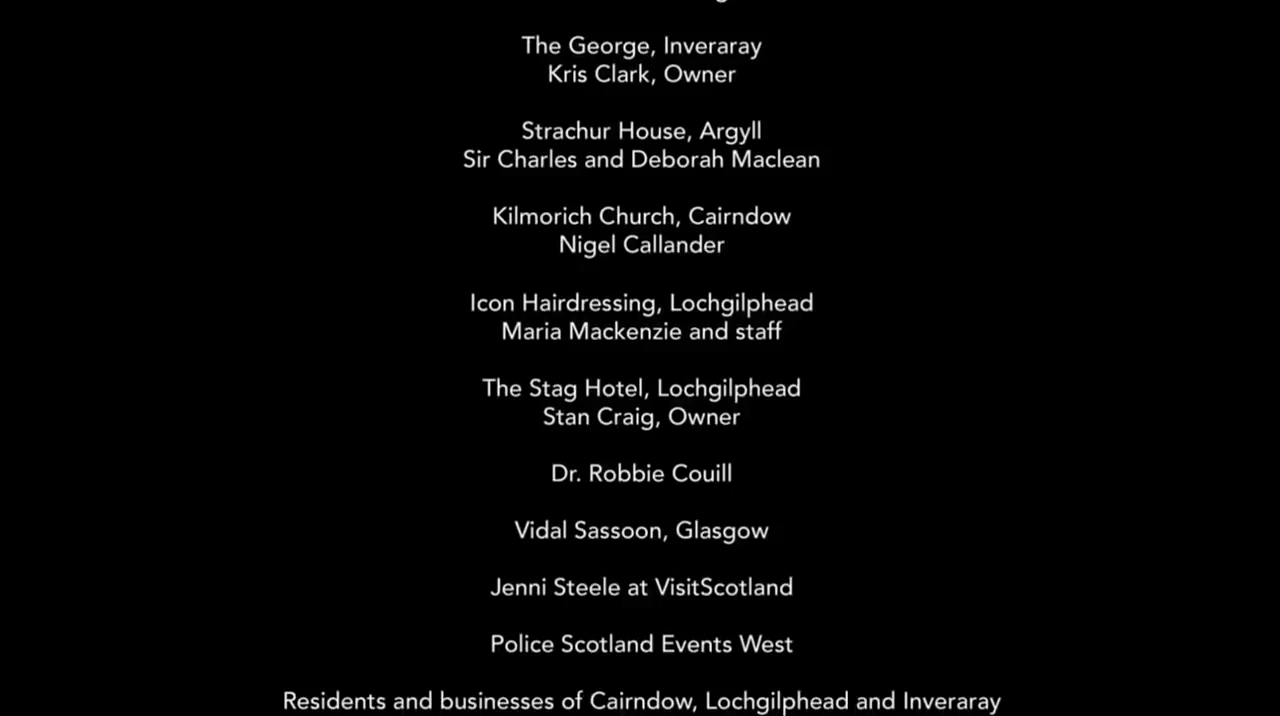 The George, Inveraray
Kris Clark, Owner
Strachur House, Argyll
Sir Charles and Deborah Maclean
Kilmorich Church, Cairndow
Nigel Callander
Icon Hairdressing, Lochgilphead
Maria Mackenzie and staff
The Stag Hotel, Lochgilphead
Stan Craig, Owner
Dr. Robbie Couill
Vidal Sassoon, Glasgow
Jenni Steele at VisitScotland
Police Scotland Events West
Residents and businesses of Cairndow, Lochgilphead and Inveraray